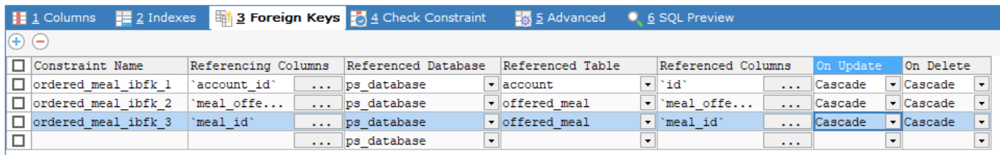 1 Columns 2 Indexes 3 Foreign Keys 4 Check Constraint 5 Advanced 6 SQL Preview
Constraint Name Referencing Columns Referenced Database Referenced Table Referenced Columns On Update On Delete
ordered_meal_ibfk_1 `account_id` ... ps_database account `id` ... Cascade Cascade
ordered_meal_ibfk_2 `meal_offe... ... ps_database offered_meal `meal_offe... ... Cascade Cascade
ordered_meal_ibfk_3 `meal_id` ... ps_database offered_meal `meal_id` ... Cascade Cascade
... ps_database ...